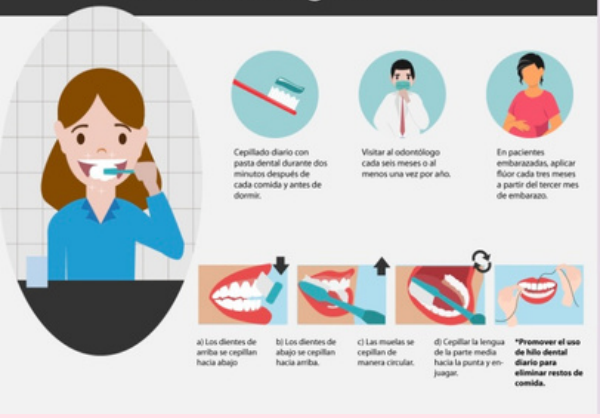 Cepillado diario con
pasta dental durante dos
minutos después de
cada comida y antes de
dormir.
Visitar al odontólogo
cada seis meses o al
menos una vez por año.
En pacientes
embarazadas, aplicar
flúor cada tres meses
a partir del tercer mes
de embarazo.
a) Los dientes de
arriba se cepillan
hacia abajo
b) Los dientes de
abajo se cepillan
hacia arriba.
c) Las muelas se
cepillan de
manera circular.
d) Cepillar la lengua
de la parte media
hacia la punta y en-
juagar.
*Promover el uso
de hilo dental
diario para
eliminar restos de
comida.